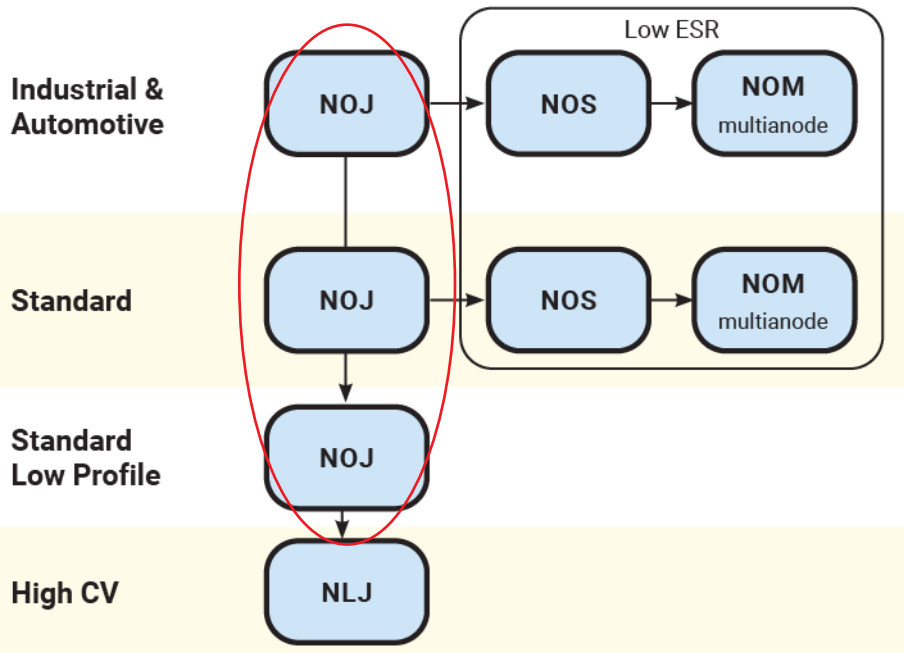 Low ESR
Industrial &
Automotive
NOJ
NOS
NOM
multianode
Standard
NOJ
NOS
NOM
multianode
Standard
Low Profile
NOJ
High CV
NLJ